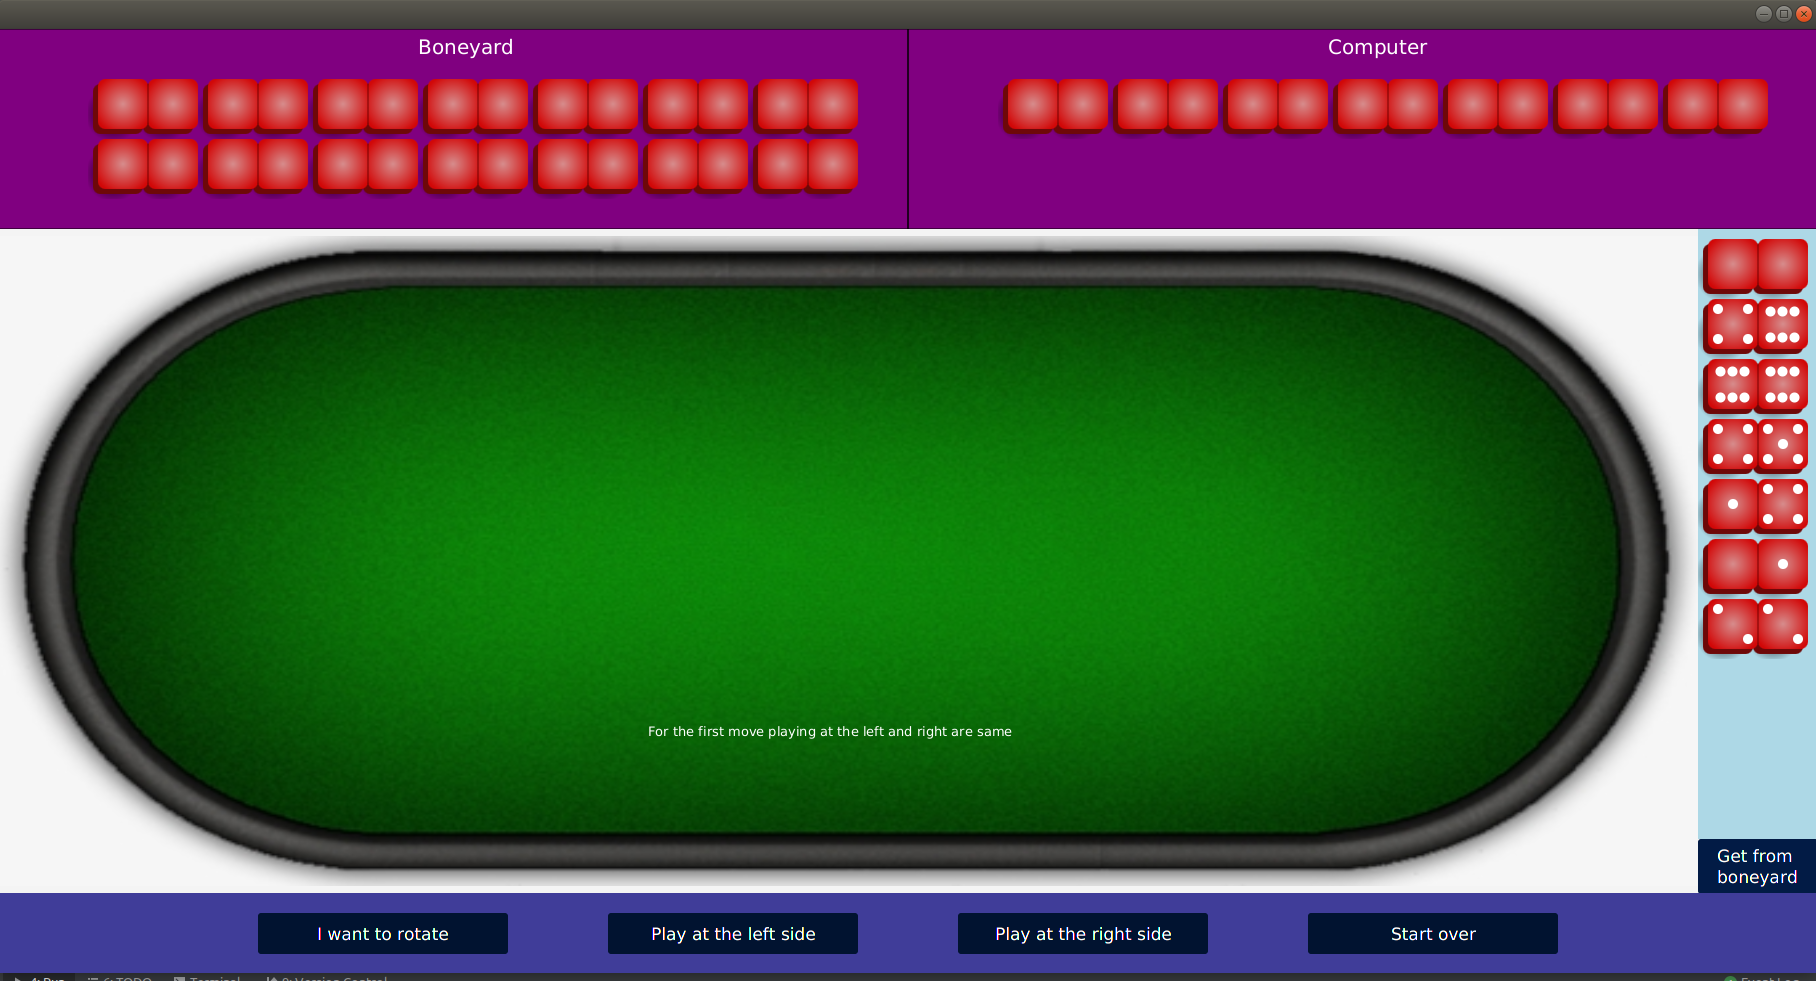 Boneyard
Computer
For the first move playing at the left and right are same
Get from
boneyard
I want to rotate
Play at the left side
Play at the right side
Start over